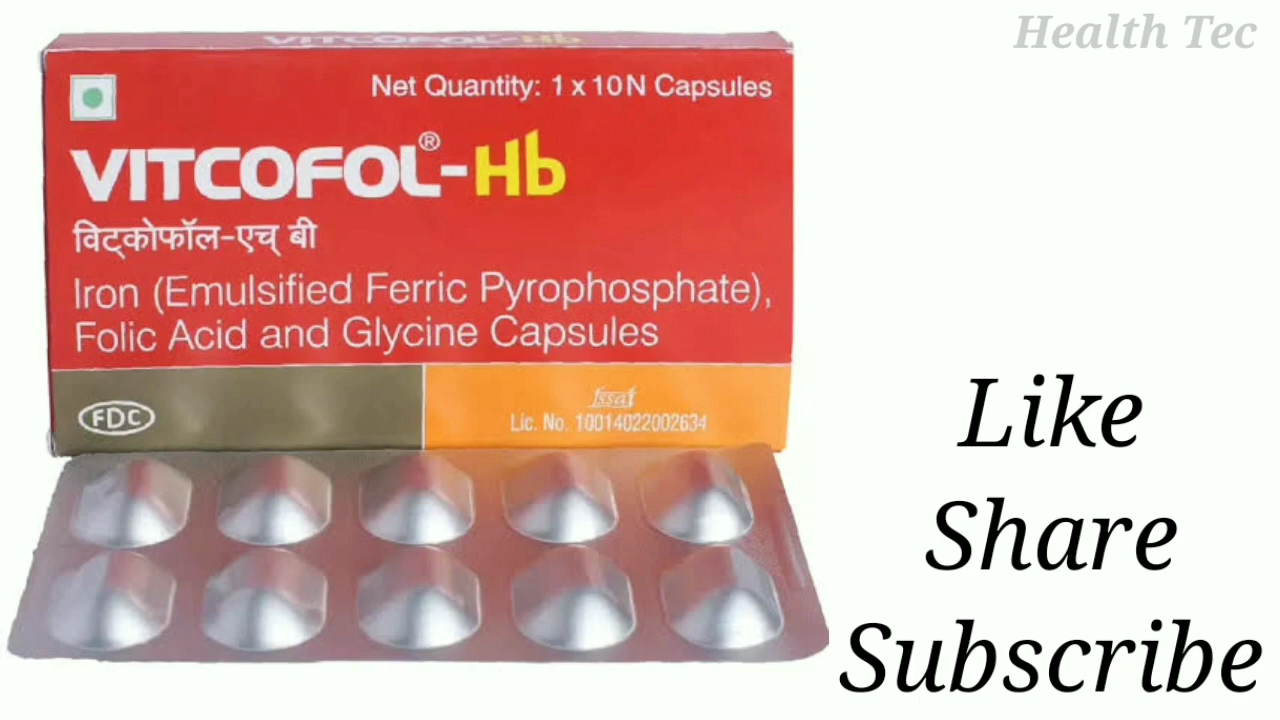 Health Tec
VITCOFOL-Hb
Net Quantity: 1 x 10 N Capsules
VITCOFOL®-Hb
विट्कोफॉल-एच् बी
Iron (Emulsified Ferric Pyrophosphate),
Folic Acid and Glycine Capsules
FDC
fssai
Lic. No. 10014022002634
Like
Share
Subscribe